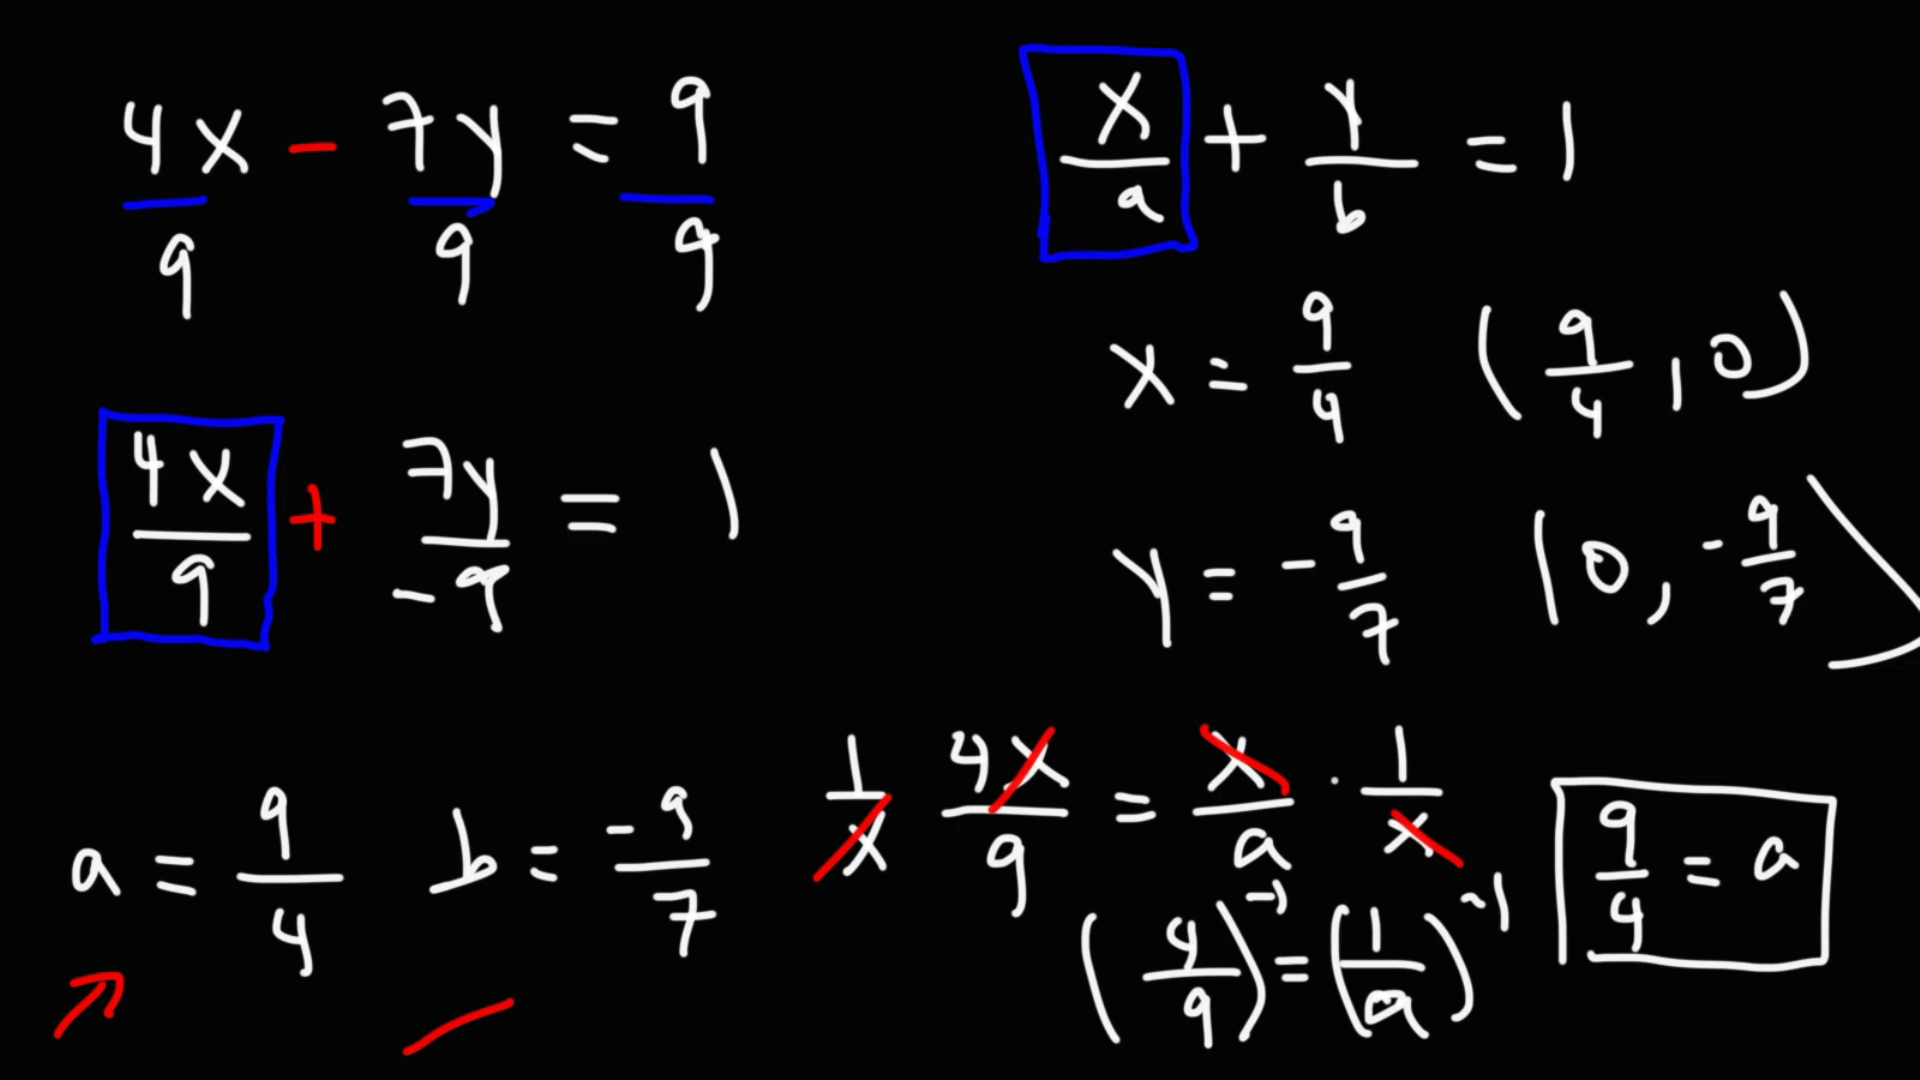 4x - 7y = 9
9 9 9
x/a + y/b = 1
x = 9/4 (9/4, 0)
4x/9 + 7y/-9 = 1
y = -9/7 (0, -9/7)
a = 9/4 b = -9/7
1/x 4x/9 = x/a · 1/x
(4/9)^-1 = (1/a)^-1
9/4 = a